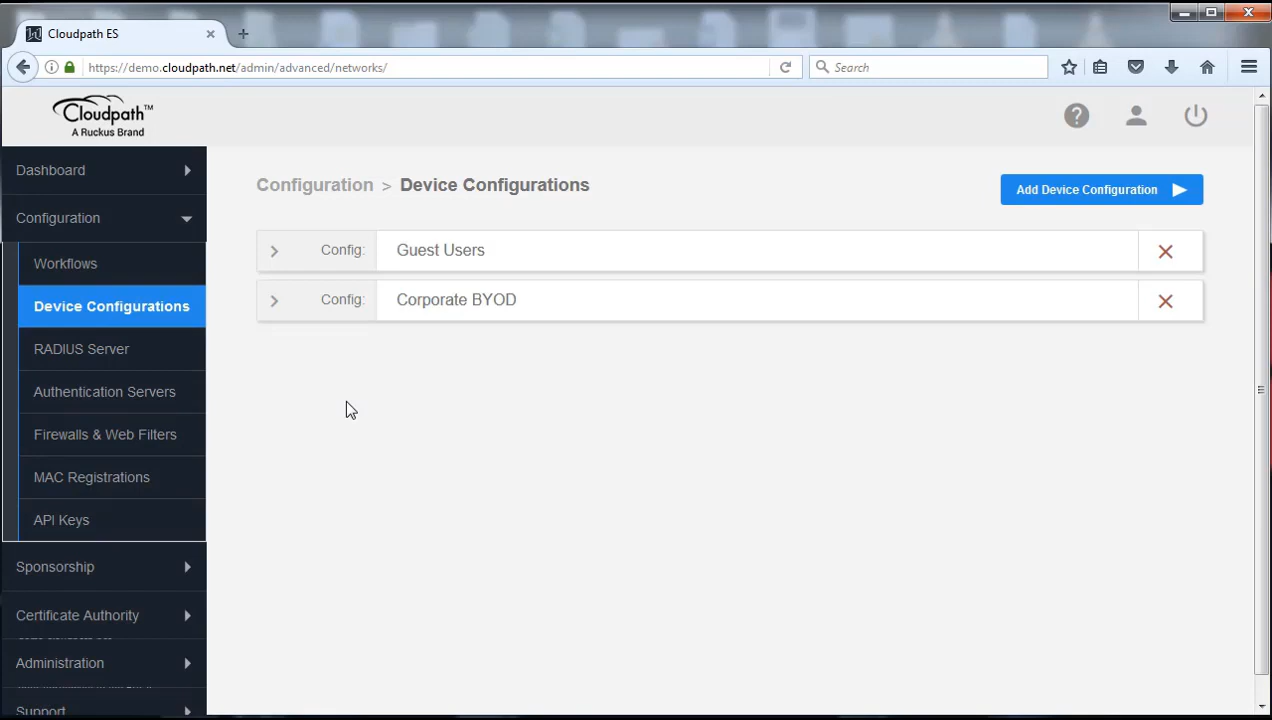 Cloudpath ES
https://demo.cloudpath.net/admin/advanced/networks/
Search
Cloudpath™
A Ruckus Brand
Dashboard
Configuration
Workflows
Device Configurations
RADIUS Server
Authentication Servers
Firewalls & Web Filters
MAC Registrations
API Keys
Sponsorship
Certificate Authority
Administration
Support
Configuration > Device Configurations
Add Device Configuration
Config: Guest Users
Config: Corporate BYOD